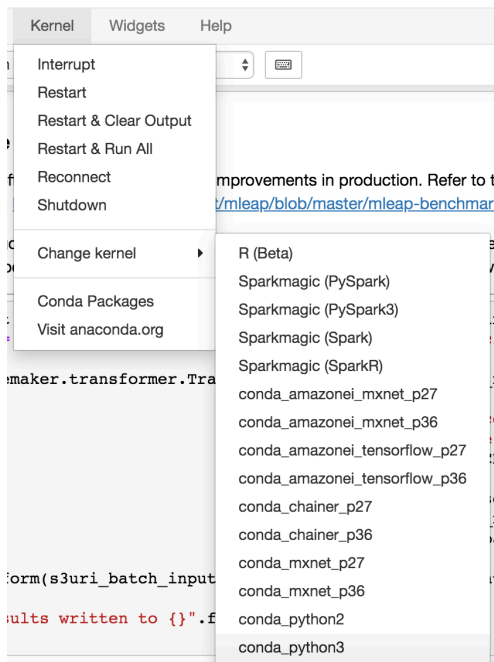 Kernel Widgets Help
Interrupt
Restart
Restart & Clear Output
Restart & Run All
Reconnect
Shutdown
Change kernel
Conda Packages
Visit anaconda.org
mprovements in production. Refer to t
t/mleap/blob/master/mleap-benchmar
R (Beta)
Sparkmagic (PySpark)
Sparkmagic (PySpark3)
Sparkmagic (Spark)
Sparkmagic (SparkR)
conda_amazonei_mxnet_p27
conda_amazonei_mxnet_p36
conda_amazonei_tensorflow_p27
conda_amazonei_tensorflow_p36
conda_chainer_p27
conda_chainer_p36
conda_mxnet_p27
conda_mxnet_p36
conda_python2
conda_python3
emaker.transformer.Tra
form(s3uri_batch_input
sults written to {}".f